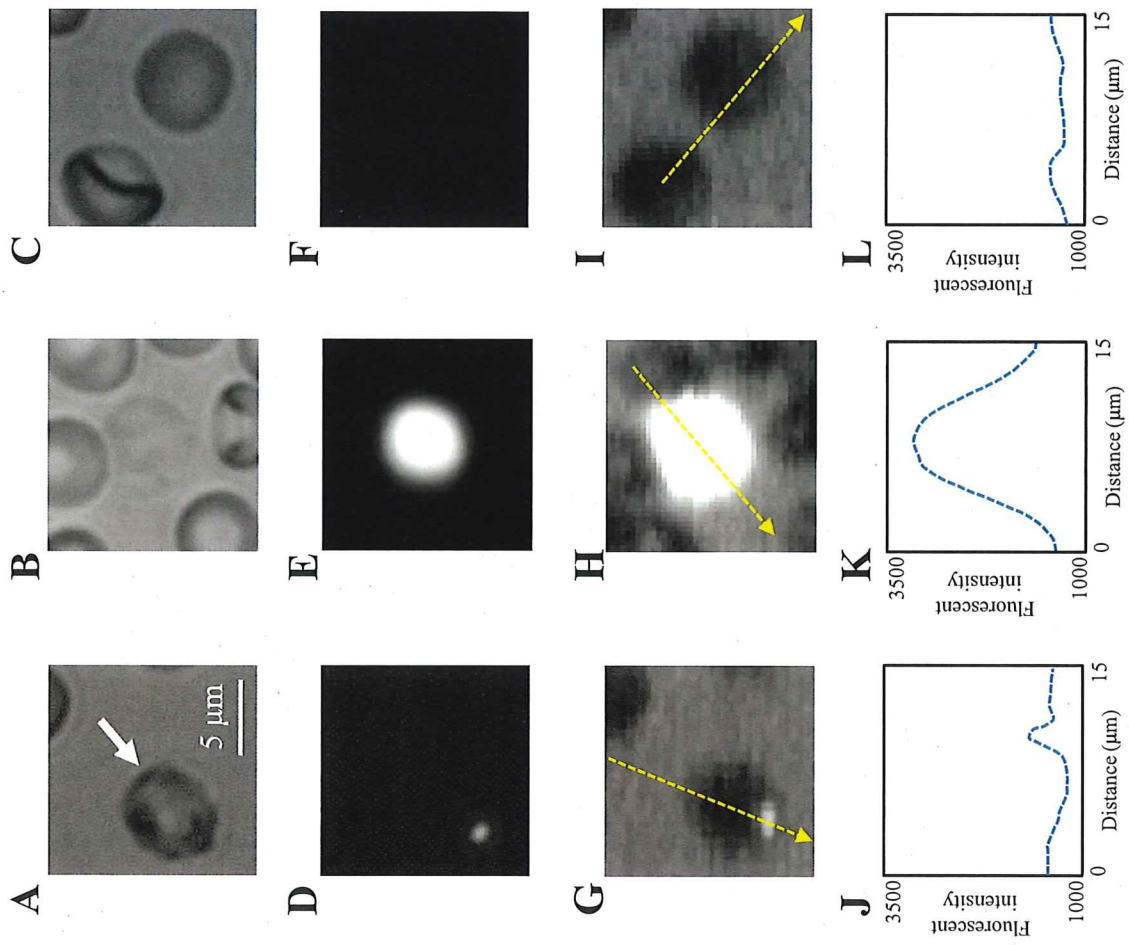 A
B
C
5 µm
D
E
F
G
H
I
J
3500
Fluorescent
intensity
1000
0
15
Distance (µm)
K
3500
Fluorescent
intensity
1000
0
15
Distance (µm)
L
3500
Fluorescent
intensity
1000
0
15
Distance (µm)